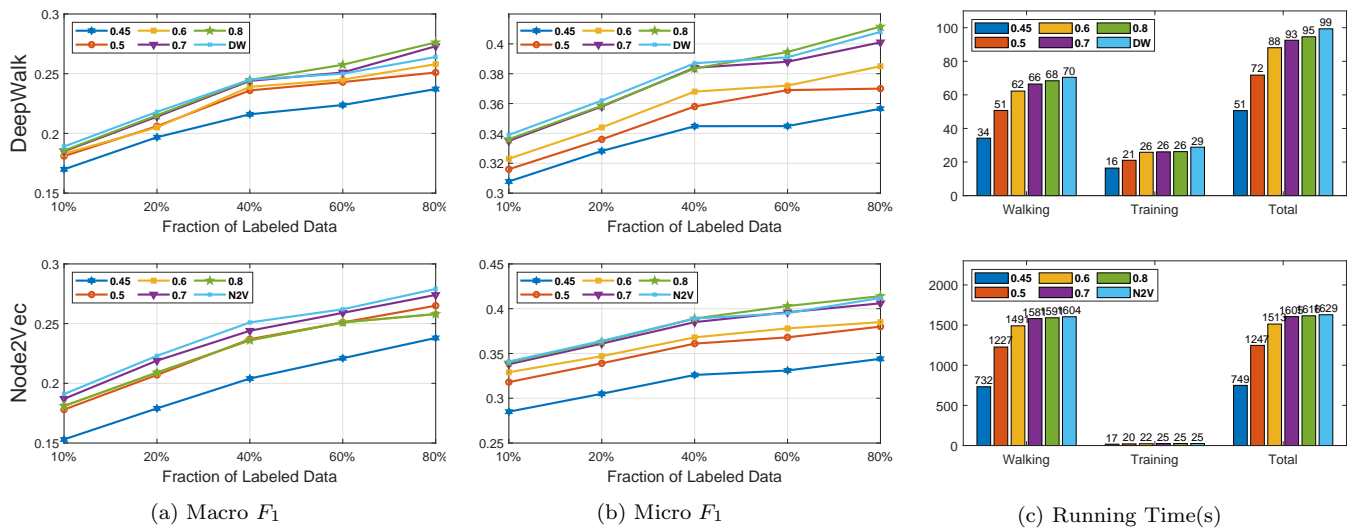 DeepWalk
0.3
0.25
0.2
0.15
0.45 0.6 0.8
0.5 0.7 DW
10% 20% 40% 60% 80%
Fraction of Labeled Data
0.4
0.38
0.36
0.34
0.32
0.3
0.45 0.6 0.8
0.5 0.7 DW
10% 20% 40% 60% 80%
Fraction of Labeled Data
100
80
60
40
20
0
0.45 0.6 0.8
0.5 0.7 DW
34 51 62 66 68 70
16 21 26 26 26 29
51 72 88 93 95 99
Walking Training Total
Node2Vec
0.3
0.25
0.2
0.15
0.45 0.6 0.8
0.5 0.7 N2V
10% 20% 40% 60% 80%
Fraction of Labeled Data
0.45
0.4
0.35
0.3
0.25
0.45 0.6 0.8
0.5 0.7 N2V
10% 20% 40% 60% 80%
Fraction of Labeled Data
2000
1500
1000
500
0
0.45 0.6 0.8
0.5 0.7 N2V
732 1227 1581 1591 1604
17 20 22 25 25 25
749 1247 1513 1605 1616 1629
Walking Training Total
(a) Macro F1
(b) Micro F1
(c) Running Time(s)